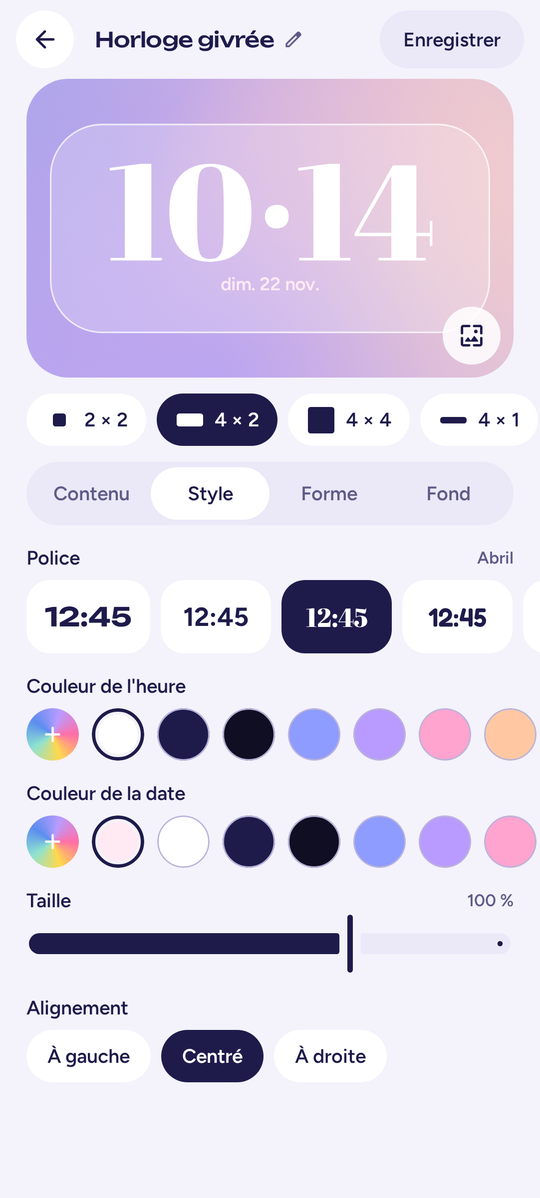 Horloge givrée
Enregistrer
10•14
dim. 22 nov.
2 × 2
4 × 2
4 × 4
4 × 1
Contenu
Style
Forme
Fond
Police
Abril
12:45
12:45
12:45
12:45
Couleur de l'heure
Couleur de la date
Taille
100 %
Alignement
À gauche
Centré
À droite